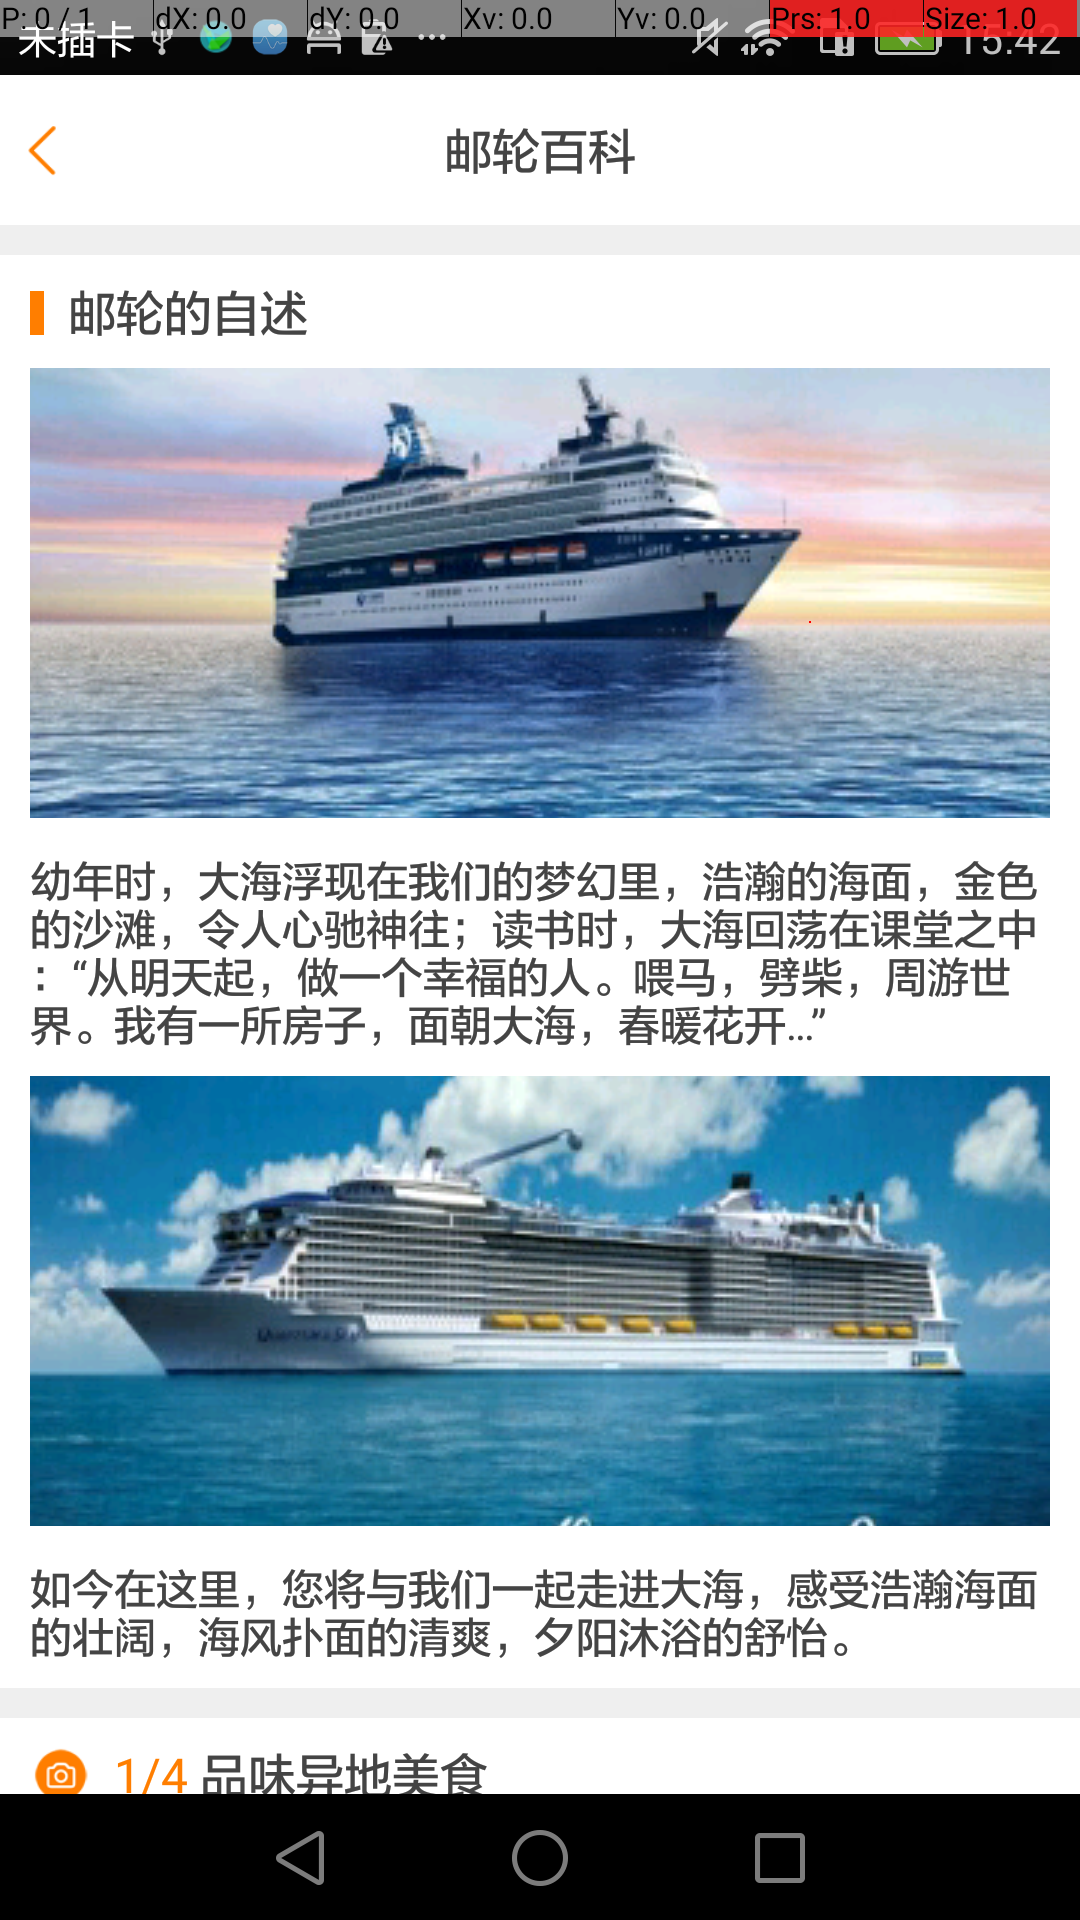 P: 0 / 1 dX: 0.0 dY: 0.0 Xv: 0.0 Yv: 0.0 Prs: 1.0 Size: 1.0
未插卡 15:42
邮轮百科
邮轮的自述
幼年时，大海浮现在我们的梦幻里，浩瀚的海面，金色
的沙滩，令人心驰神往；读书时，大海回荡在课堂之中
：“从明天起，做一个幸福的人。喂马，劈柴，周游世
界。我有一所房子，面朝大海，春暖花开...”
如今在这里，您将与我们一起走进大海，感受浩瀚海面
的壮阔，海风扑面的清爽，夕阳沐浴的舒怡。
1/4 品味异地美食